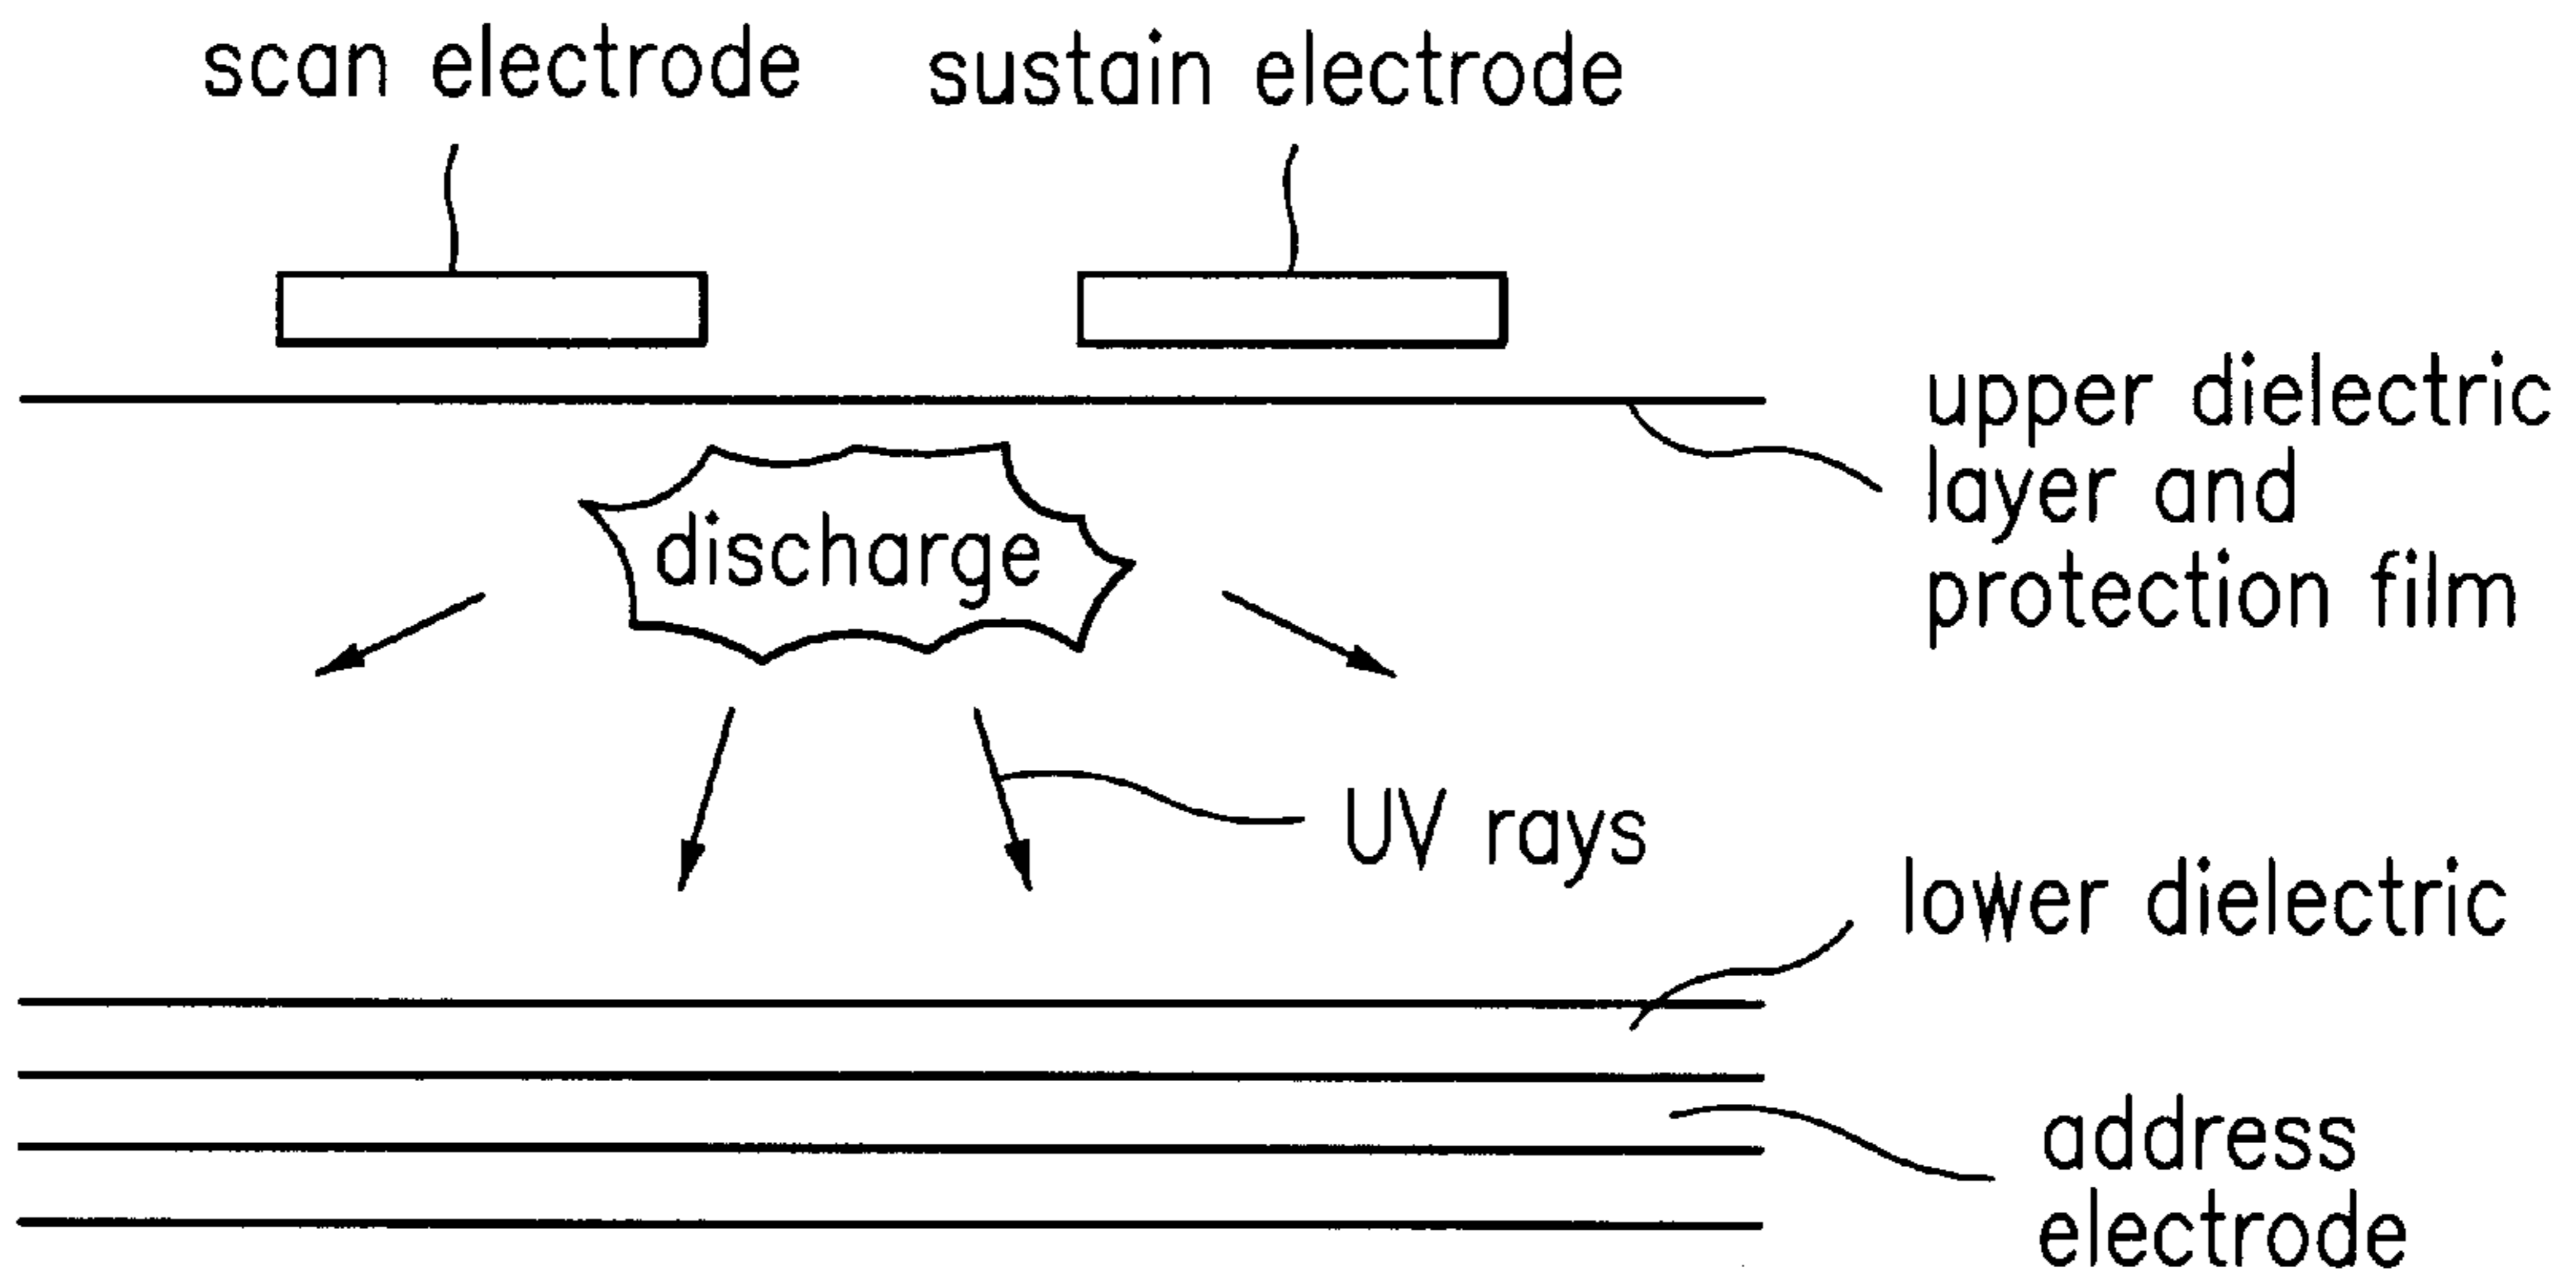 scan electrode
sustain electrode
upper dielectric
layer and
protection film
discharge
UV rays
lower dielectric
address
electrode